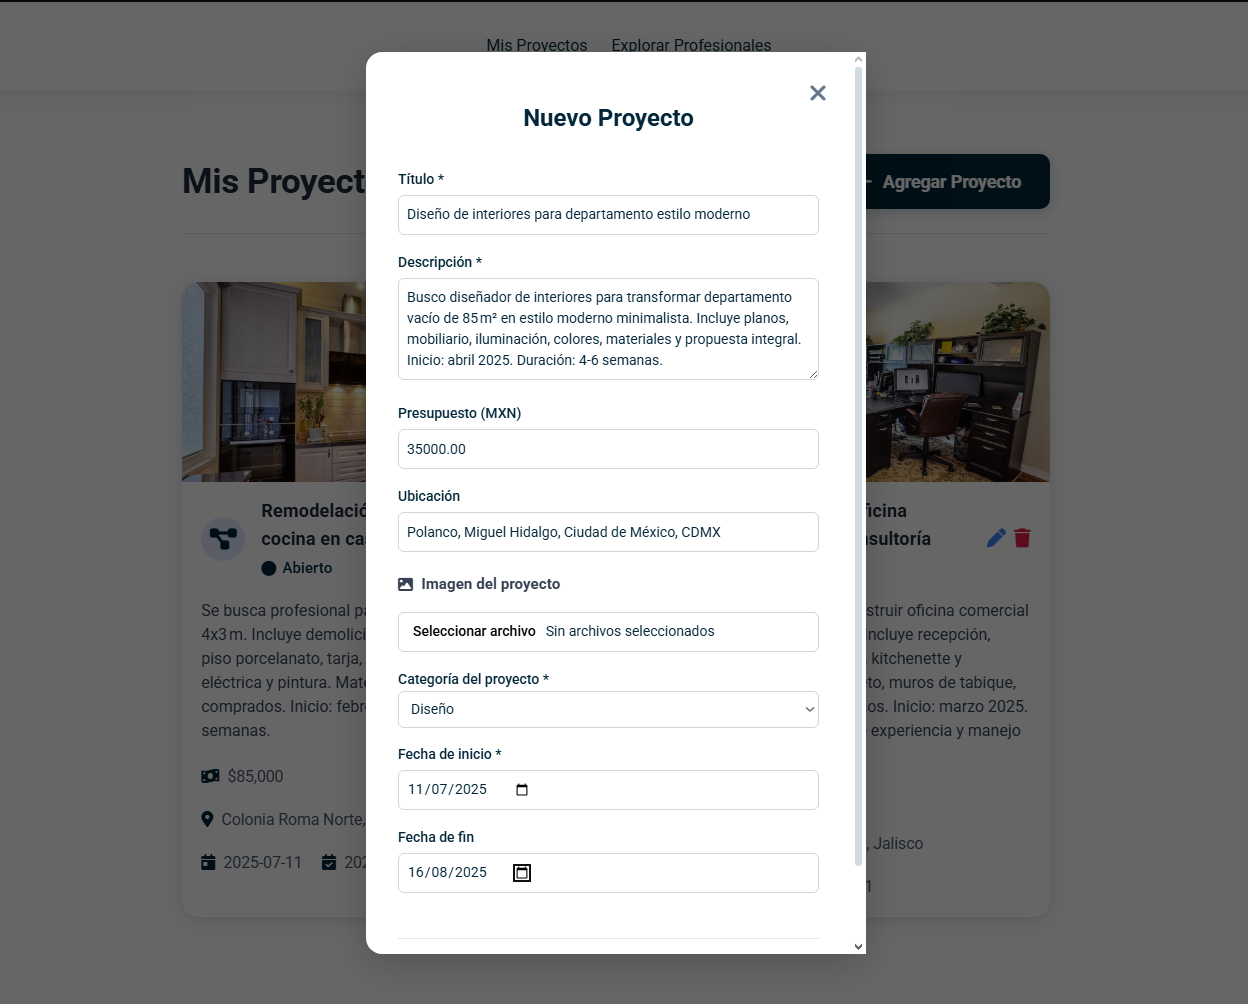 Mis Proyectos Explorar Profesionales
Nuevo Proyecto
Mis Proyect
Agregar Proyecto
Título *
Diseño de interiores para departamento estilo moderno
Descripción *
Busco diseñador de interiores para transformar departamento
vacío de 85 m² en estilo moderno minimalista. Incluye planos,
mobiliario, iluminación, colores, materiales y propuesta integral.
Inicio: abril 2025. Duración: 4-6 semanas.
Presupuesto (MXN)
35000.00
Ubicación
Polanco, Miguel Hidalgo, Ciudad de México, CDMX
Imagen del proyecto
Seleccionar archivo Sin archivos seleccionados
Categoría del proyecto *
Diseño
Fecha de inicio *
11/07/2025
Fecha de fin
16/08/2025
Remodelació
cocina en ca
Abierto
Se busca profesional p
4x3 m. Incluye demolici
piso porcelanato, tarja,
eléctrica y pintura. Mat
comprados. Inicio: febr
semanas.
$85,000
Colonia Roma Norte,
2025-07-11 202
ficina
nsultoría
struir oficina comercial
ncluye recepción,
kitchenette y
to, muros de tabique,
os. Inicio: marzo 2025.
experiencia y manejo
, Jalisco
1